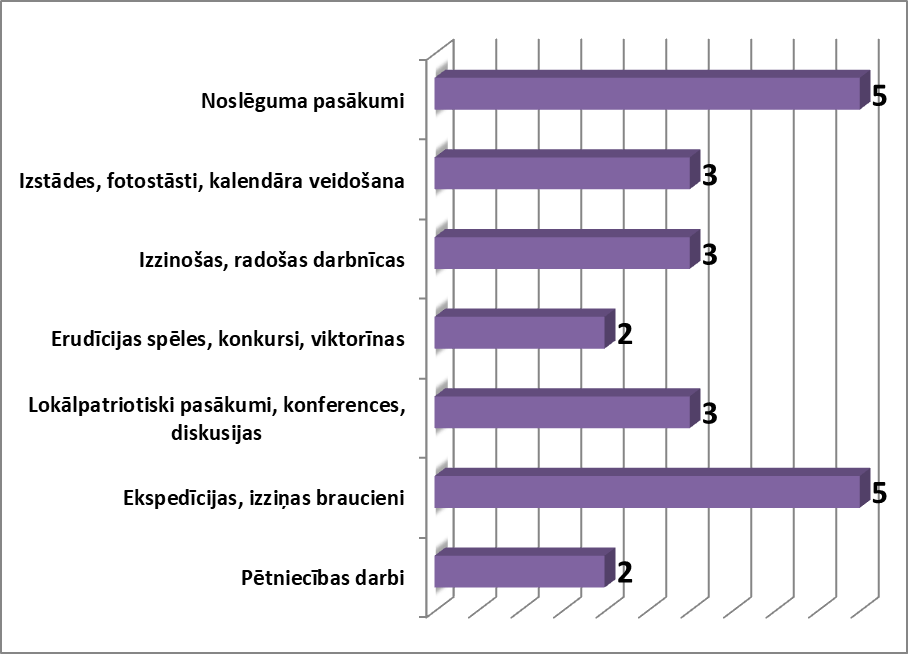 Noslēguma pasākumi
5
Izstādes, fotostāsti, kalendāra veidošana
3
Izzinošas, radošas darbnīcas
3
Erudīcijas spēles, konkursi, viktorīnas
2
Lokālpatriotiski pasākumi, konferences,
diskusijas
3
Ekspedīcijas, izziņas braucieni
5
Pētniecības darbi
2